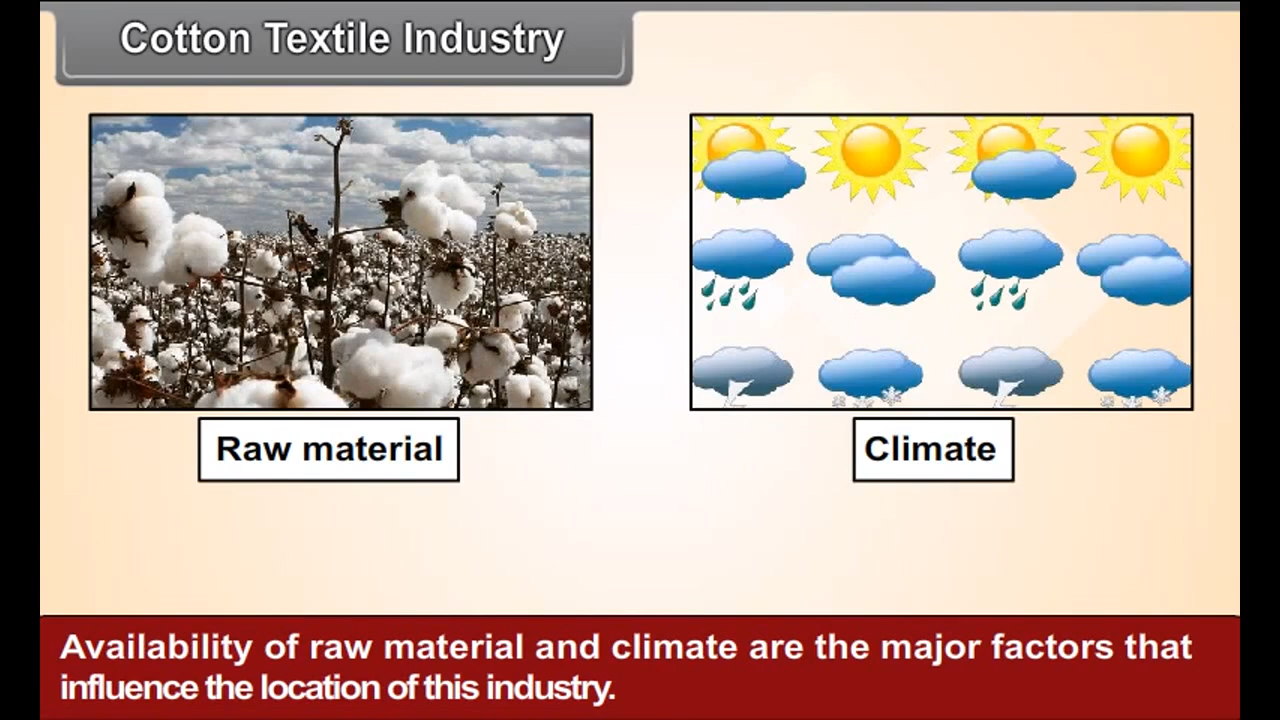 Cotton Textile Industry
Raw material
Climate
Availability of raw material and climate are the major factors that
influence the location of this industry.